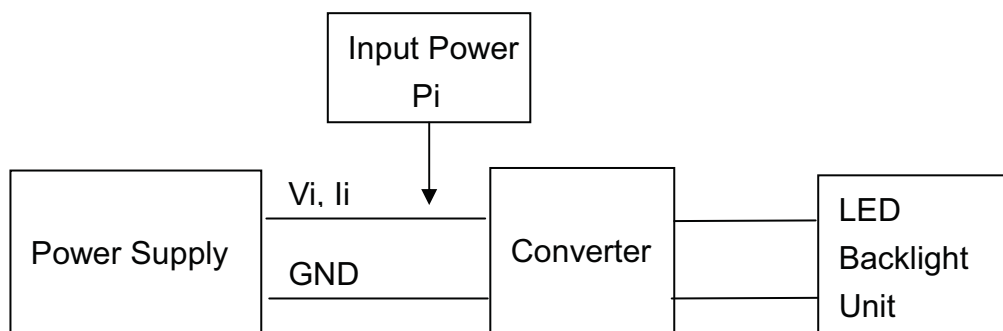 Input Power
Pi
Vi, Ii
Power Supply
GND
Converter
LED
Backlight
Unit